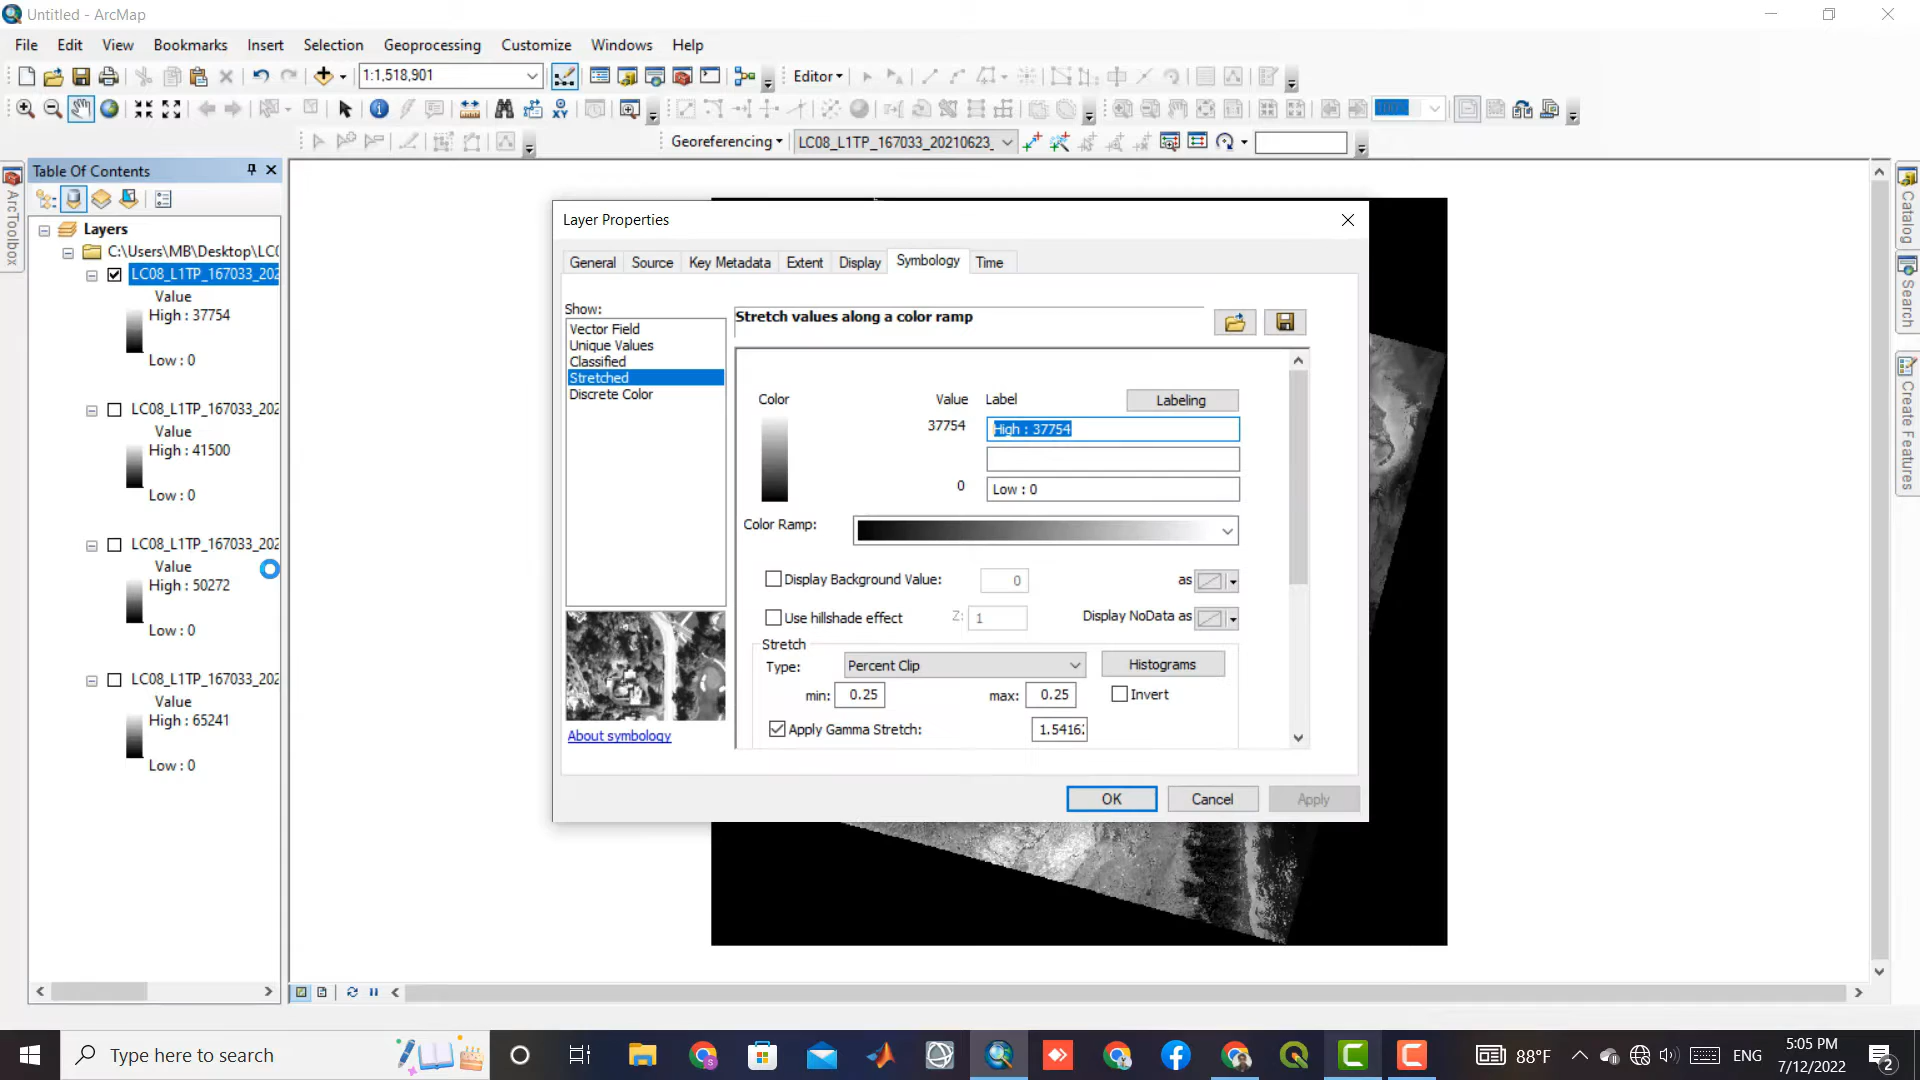 Untitled - ArcMap
File Edit View Bookmarks Insert Selection Geoprocessing Customize Windows Help
1:1,518,901
Editor
Georeferencing
LC08_L1TP_167033_20210623_
ArcToolbox
Table Of Contents
Layers
C:\Users\MB\Desktop\LC0
LC08_L1TP_167033_202
Value
High : 37754
Low : 0
LC08_L1TP_167033_202
Value
High : 41500
Low : 0
LC08_L1TP_167033_202
Value
High : 50272
Low : 0
LC08_L1TP_167033_202
Value
High : 65241
Low : 0
Layer Properties
General Source Key Metadata Extent Display Symbology Time
Show:
Vector Field
Unique Values
Classified
Stretched
Discrete Color
About symbology
Stretch values along a color ramp
Color Value Label Labeling
37754 High : 37754
0 Low : 0
Color Ramp:
Display Background Value: 0 as
Use hillshade effect Z: 1 Display NoData as
Stretch
Type: Percent Clip Histograms
min: 0.25 max: 0.25 Invert
Apply Gamma Stretch: 1.5416
OK Cancel Apply
Catalog
Search
Create Features
Type here to search
88°F
ENG
5:05 PM
7/12/2022
2